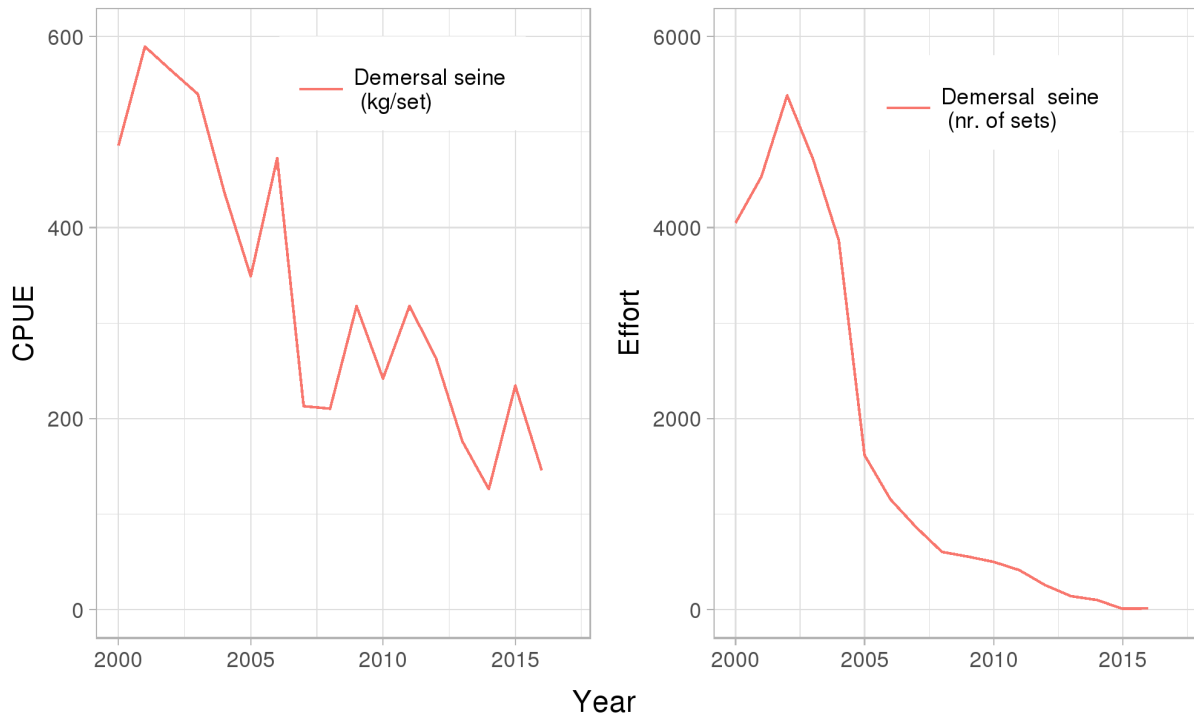 600
400
200
0
CPUE
Demersal seine
(kg/set)
2000
2005
2010
2015
6000
4000
2000
0
Effort
Demersal  seine
(nr. of sets)
2000
2005
2010
2015
Year